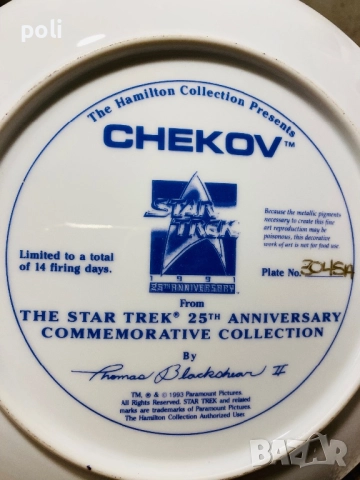 poli
The Hamilton Collection Presents
CHEKOV™
STAR
TREK
1991
25TH ANNIVERSARY
Because the metallic pigments
necessary to create this fine
art reproduction may be
poisonous, this decorative
work of art is not for food use
Limited to a total
of 14 firing days.
Plate No.
From
THE STAR TREK® 25TH ANNIVERSARY
COMMEMORATIVE COLLECTION
By
Thomas Blackshear II
TM, ® & © 1993 Paramount Pictures.
All Rights Reserved. STAR TREK and related
marks are trademarks of Paramount Pictures.
The Hamilton Collection Authorized User.
BAZAR